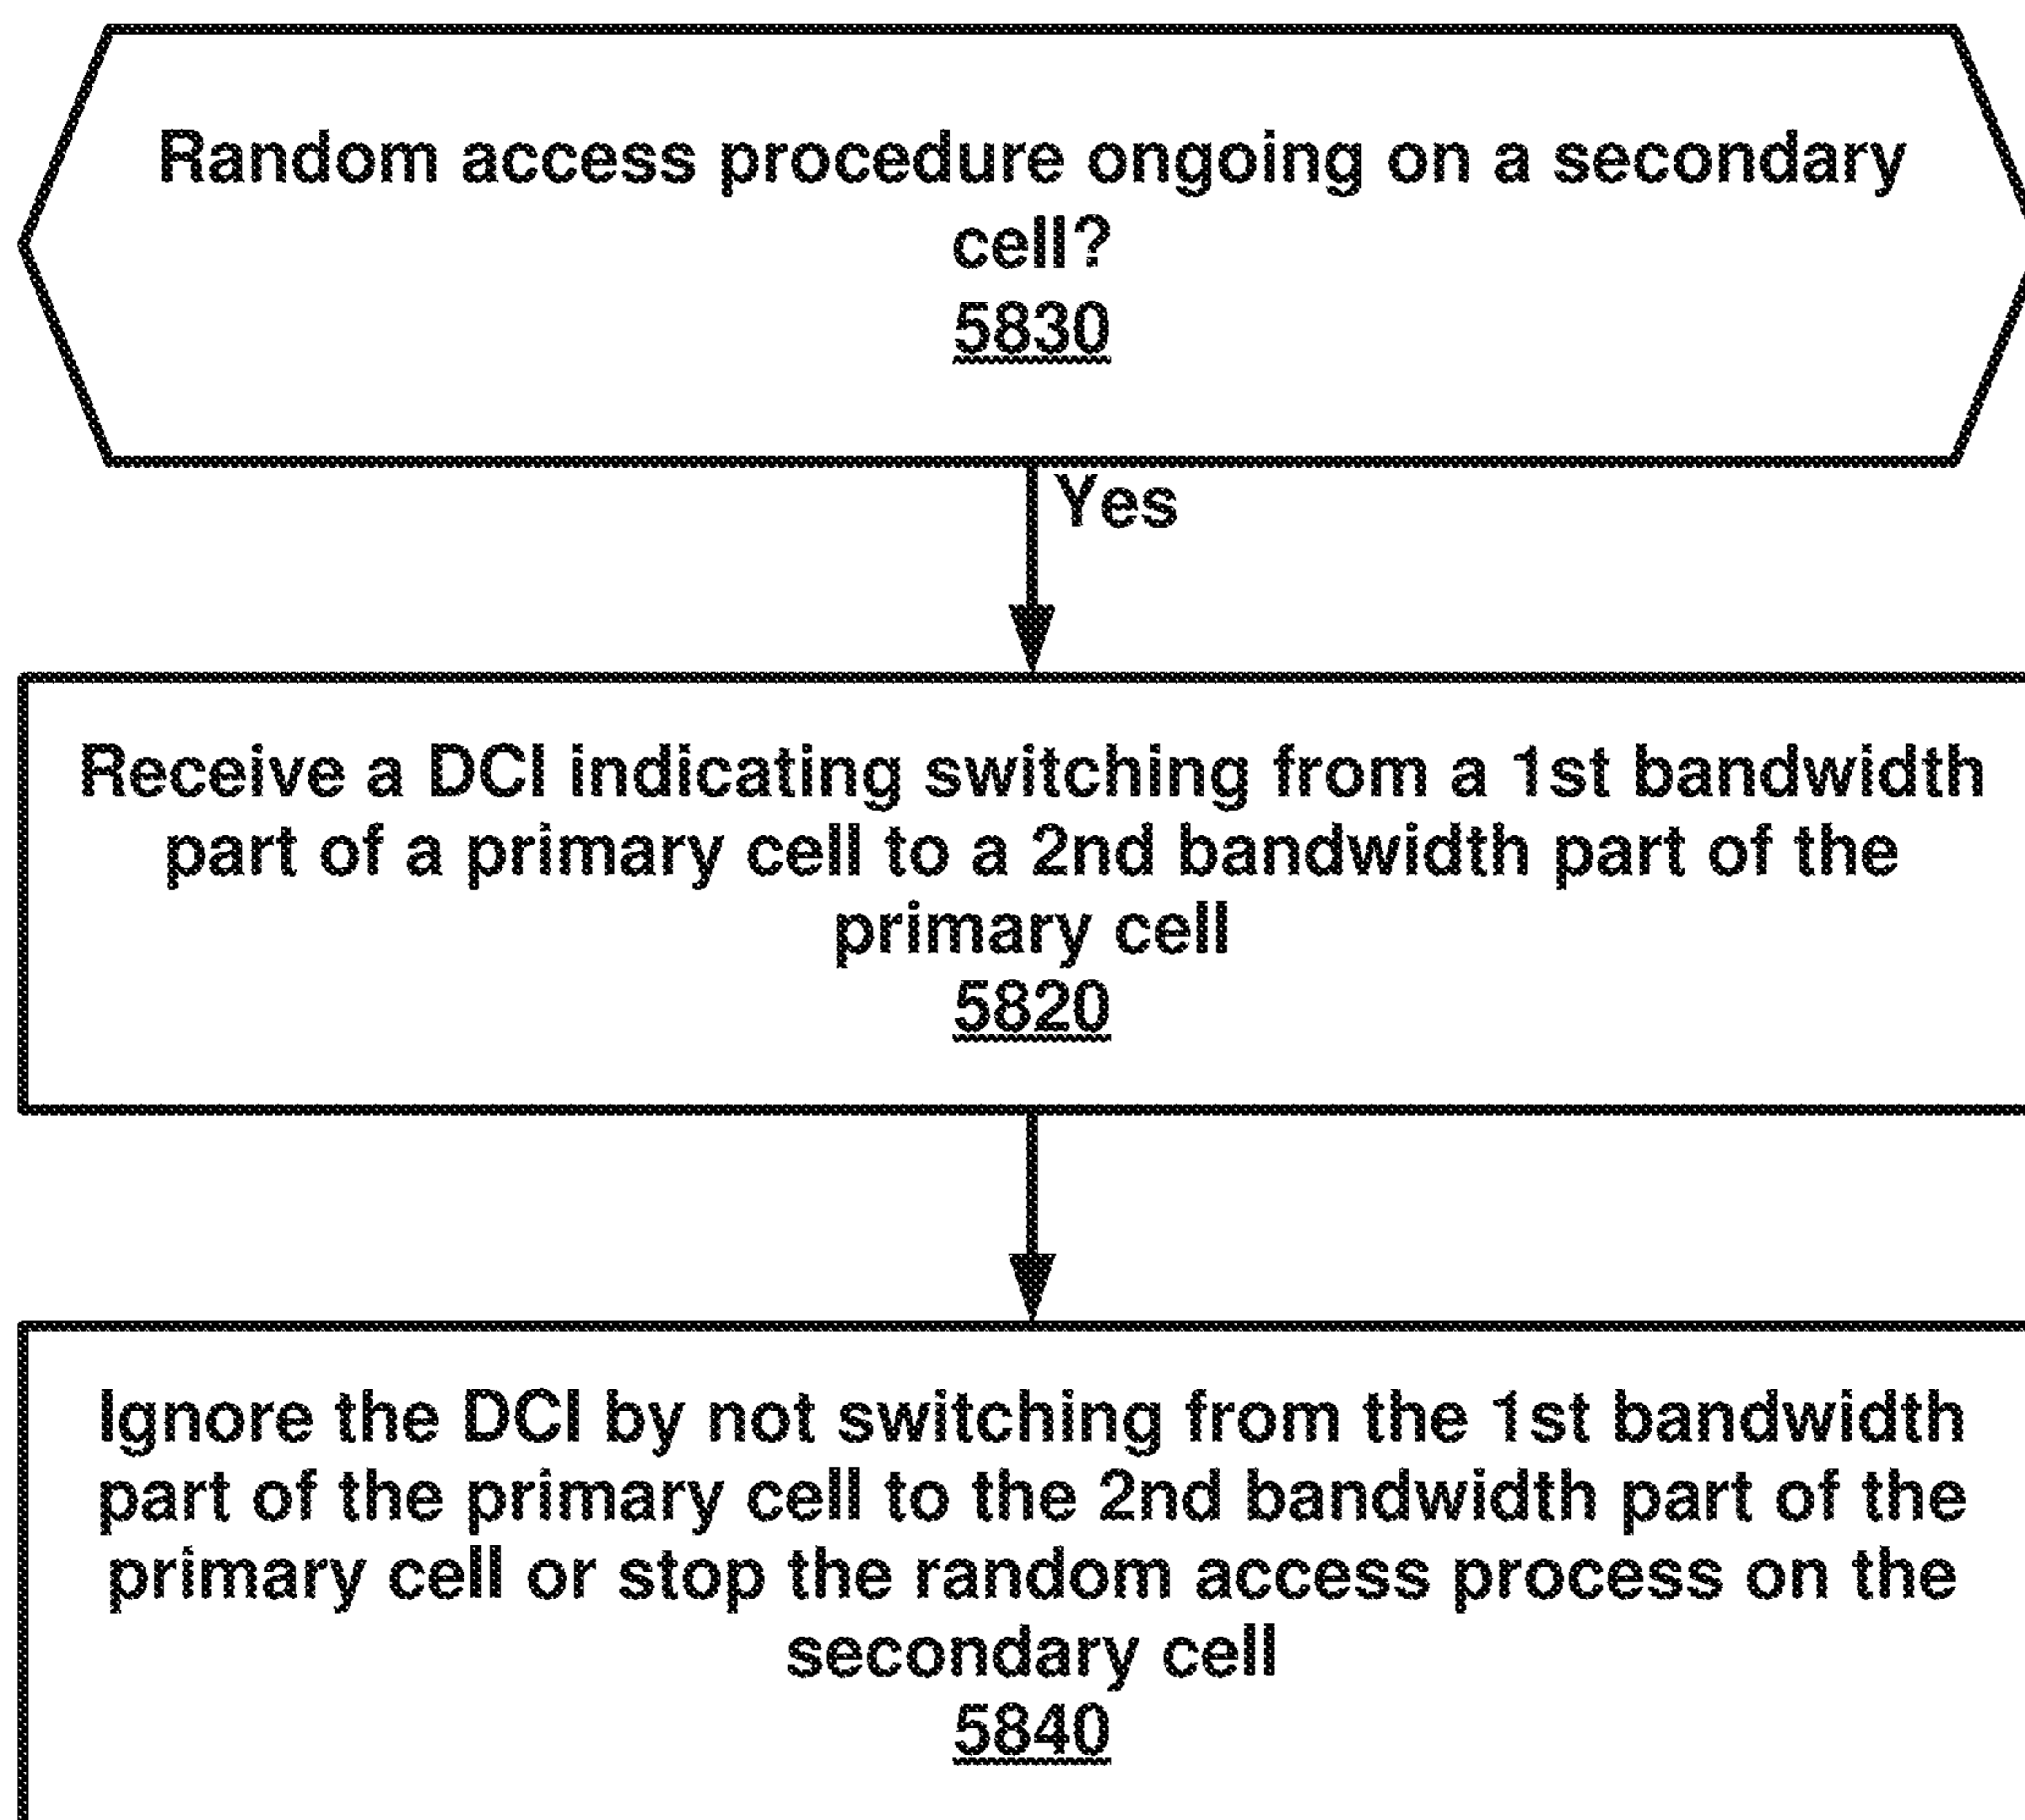 Random access procedure ongoing on a secondary
cell?
5830
Yes
Receive a DCI indicating switching from a 1st bandwidth
part of a primary cell to a 2nd bandwidth part of the
primary cell
5820
Ignore the DCI by not switching from the 1st bandwidth
part of the primary cell to the 2nd bandwidth part of the
primary cell or stop the random access process on the
secondary cell
5840